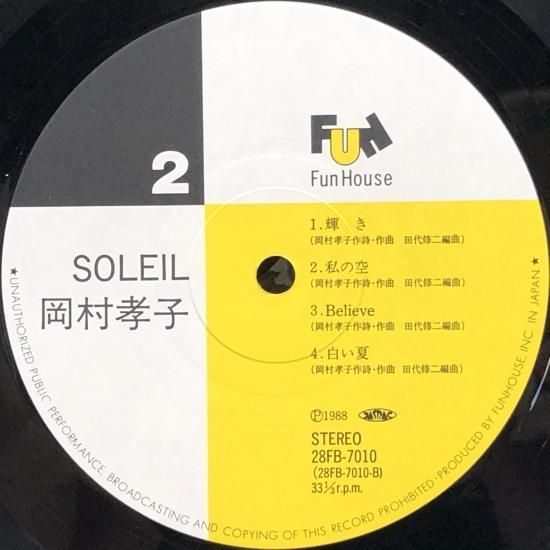 2
FUN
Fun House
SOLEIL
岡村孝子
1.輝 き
(岡村孝子作詩・作曲 田代修二編曲)
2.私の空
(岡村孝子作詩・作曲 田代修二編曲)
3.Believe
(岡村孝子作詩・作曲 田代修二編曲)
4.白い夏
(岡村孝子作詩・作曲 田代修二編曲)
Ⓟ1988 JASRAC
STEREO
28FB-7010
(28FB-7010-B)
33⅓r.p.m.
★UNAUTHORIZED PUBLIC PERFORMANCE, BROADCASTING AND COPYING OF THIS RECORD PROHIBITED-PRODUCED BY FUNHOUSE, INC. IN JAPAN★